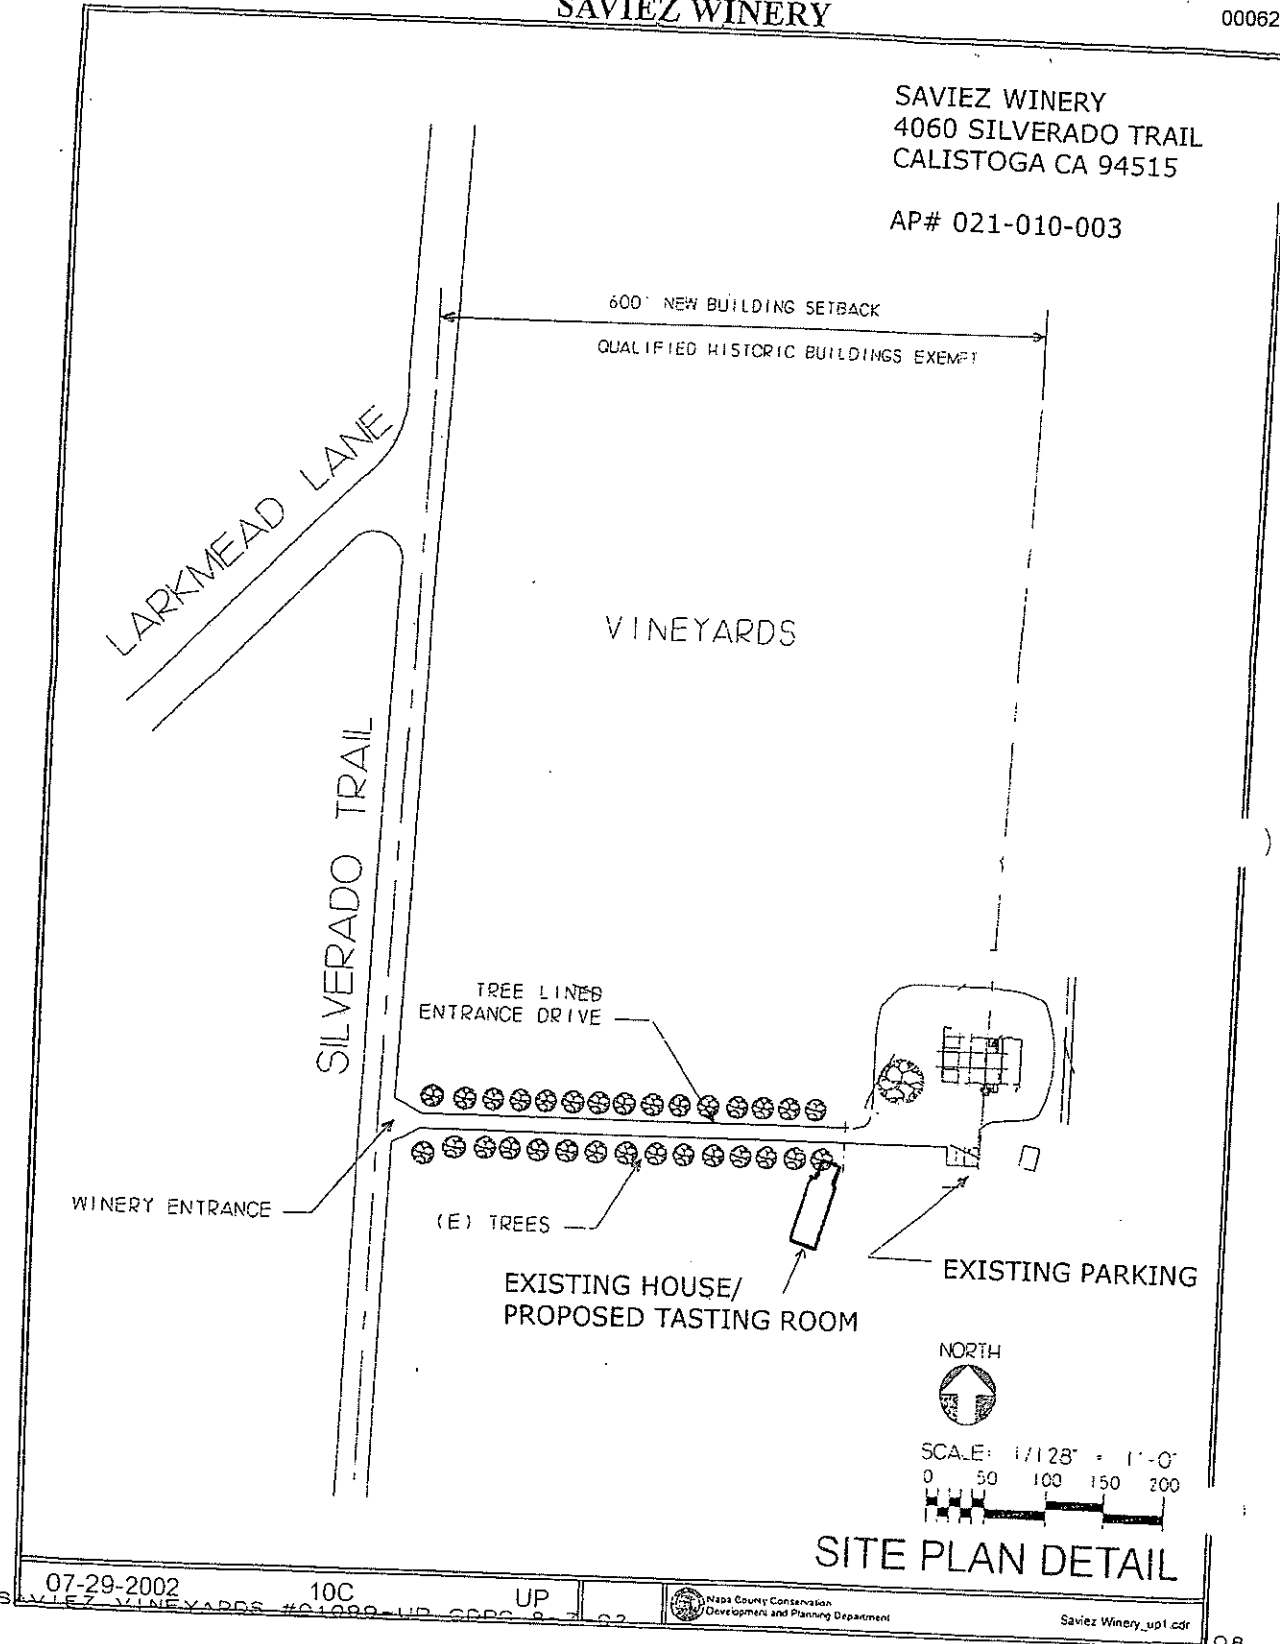 SAVIEZ WINERY
00062
SAVIEZ WINERY
4060 SILVERADO TRAIL
CALISTOGA CA 94515
AP# 021-010-003
600' NEW BUILDING SETBACK
QUALIFIED HISTORIC BUILDINGS EXEMPT
LARKMEAD LANE
VINEYARDS
SILVERADO TRAIL
TREE LINED
ENTRANCE DRIVE
WINERY ENTRANCE
(E) TREES
EXISTING HOUSE/
PROPOSED TASTING ROOM
EXISTING PARKING
NORTH
SCALE: 1/128" = 1'-0"
0 50 100 150 200
SITE PLAN DETAIL
07-29-2002 10C UP
Napa County Conservation
Development and Planning Department
Saviez Winery_up1.cdr
SAVIEZ VINEYARDS